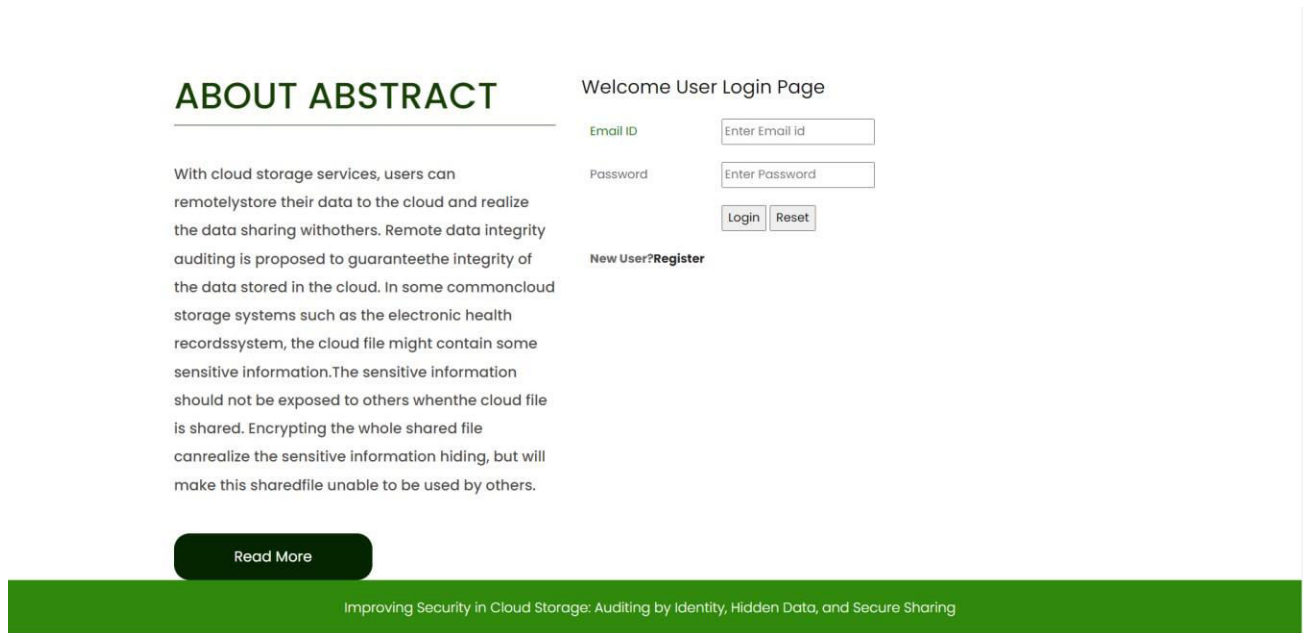 ABOUT ABSTRACT
With cloud storage services, users can
remotelystore their data to the cloud and realize
the data sharing withothers. Remote data integrity
auditing is proposed to guaranteethe integrity of
the data stored in the cloud. In some commoncloud
storage systems such as the electronic health
recordssystem, the cloud file might contain some
sensitive information.The sensitive information
should not be exposed to others whenthe cloud file
is shared. Encrypting the whole shared file
canrealize the sensitive information hiding, but will
make this sharedfile unable to be used by others.
Read More
Welcome User Login Page
Email ID Enter Email id
Password Enter Password
Login Reset
New User?Register
Improving Security in Cloud Storage: Auditing by Identity, Hidden Data, and Secure Sharing